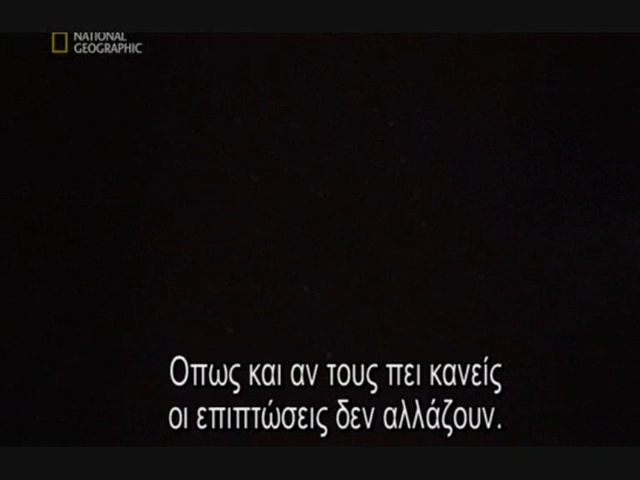 NATIONAL
GEOGRAPHIC
Οπως και αν τους πει κανείς
οι επιπτώσεις δεν αλλάζουν.